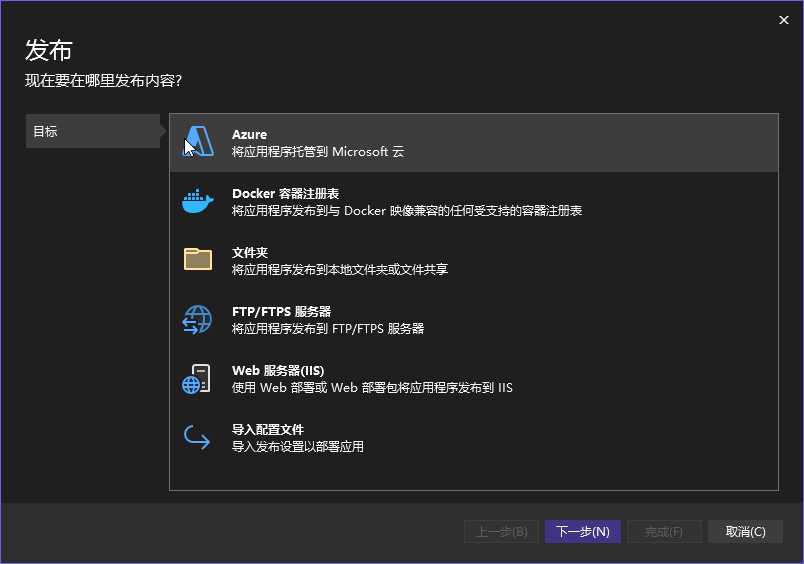 发布
现在要在哪里发布内容?
目标
Azure
将应用程序托管到 Microsoft 云
Docker 容器注册表
将应用程序发布到与 Docker 映像兼容的任何受支持的容器注册表
文件夹
将应用程序发布到本地文件夹或文件共享
FTP/FTPS 服务器
将应用程序发布到 FTP/FTPS 服务器
Web 服务器(IIS)
使用 Web 部署或 Web 部署包将应用程序发布到 IIS
导入配置文件
导入发布设置以部署应用
上一步(B)
下一步(N)
完成(F)
取消(C)